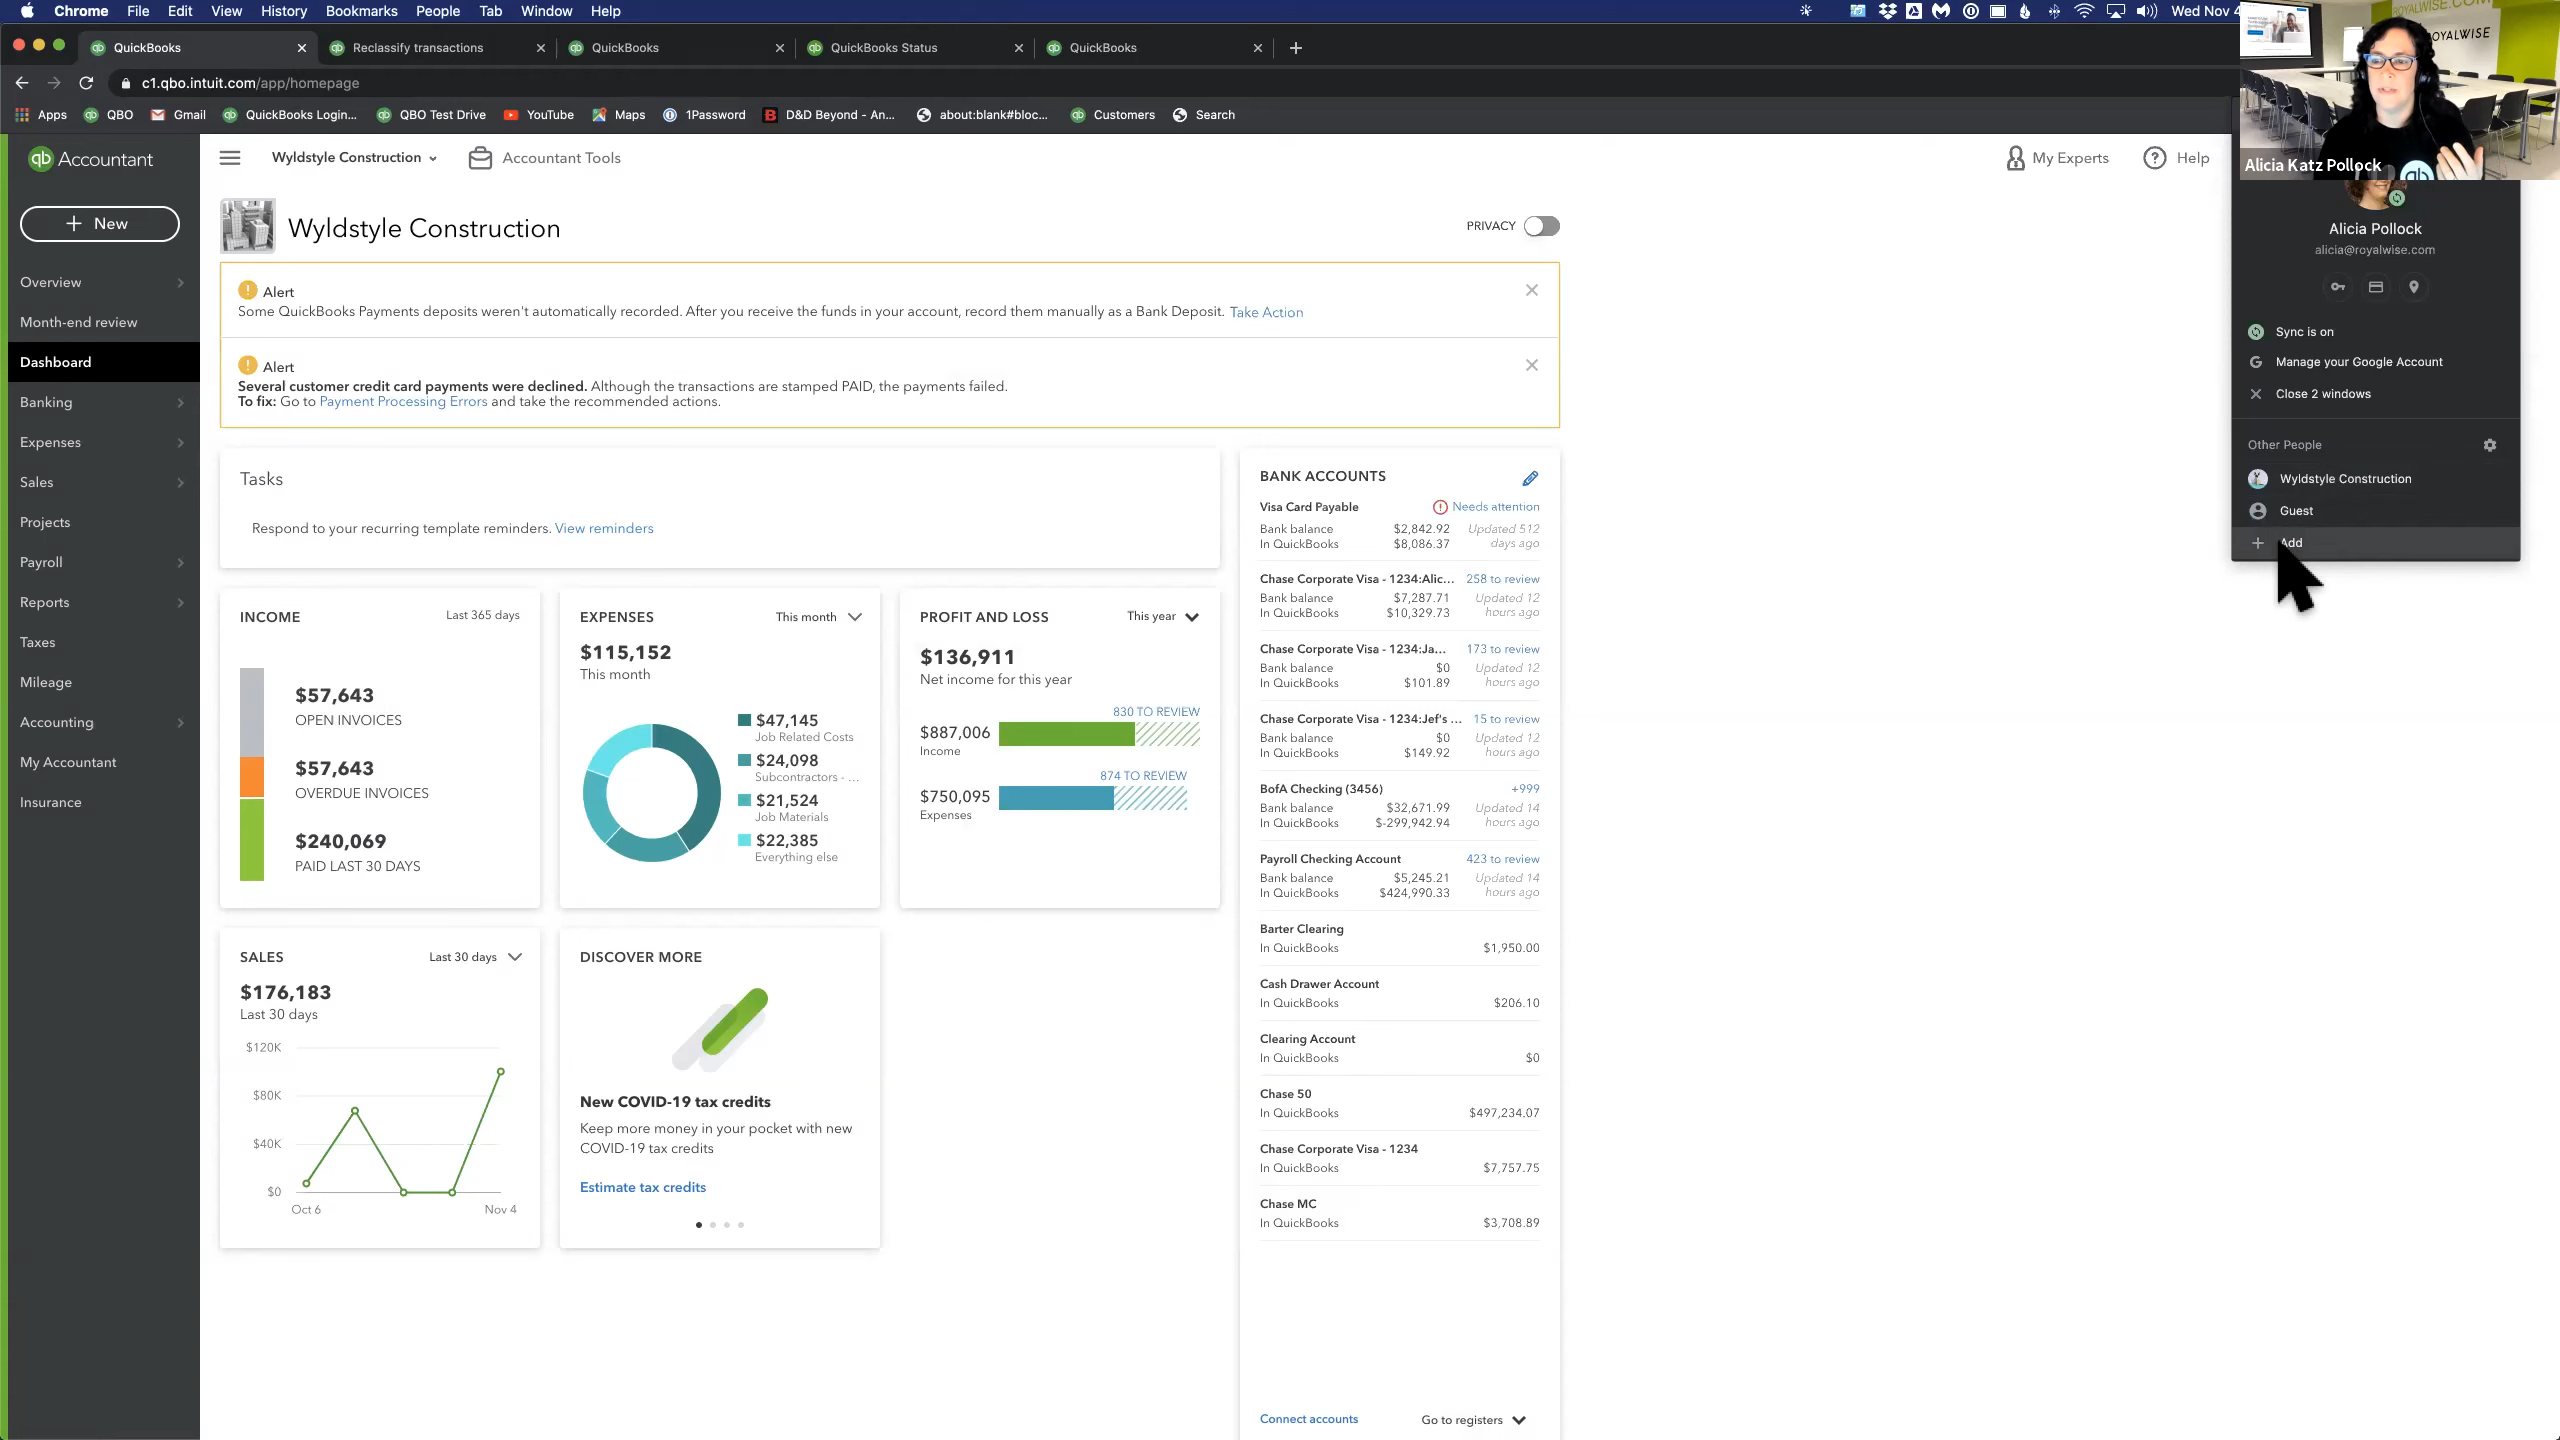 Chrome File Edit View History Bookmarks People Tab Window Help
Wed Nov 4
QuickBooks
Reclassify transactions
QuickBooks
QuickBooks Status
QuickBooks
c1.qbo.intuit.com/app/homepage
Apps
QBO
Gmail
QuickBooks Login...
QBO Test Drive
YouTube
Maps
1Password
D&D Beyond - An...
about:blank#bloc...
Customers
Search
qb Accountant
+ New
Overview
Month-end review
Dashboard
Banking
Expenses
Sales
Projects
Payroll
Reports
Taxes
Mileage
Accounting
My Accountant
Insurance
Wyldstyle Construction
Accountant Tools
My Experts
Help
Wyldstyle Construction
PRIVACY
Alert
Some QuickBooks Payments deposits weren't automatically recorded. After you receive the funds in your account, record them manually as a Bank Deposit. Take Action
Alert
Several customer credit card payments were declined. Although the transactions are stamped PAID, the payments failed.
To fix: Go to Payment Processing Errors and take the recommended actions.
Tasks
Respond to your recurring template reminders. View reminders
INCOME Last 365 days
$57,643
OPEN INVOICES
$57,643
OVERDUE INVOICES
$240,069
PAID LAST 30 DAYS
EXPENSES This month
$115,152
This month
$47,145
Job Related Costs
$24,098
Subcontractors - ...
$21,524
Job Materials
$22,385
Everything else
PROFIT AND LOSS This year
$136,911
Net income for this year
830 TO REVIEW
$887,006
Income
874 TO REVIEW
$750,095
Expenses
SALES Last 30 days
$176,183
Last 30 days
$120K
$80K
$40K
$0
Oct 6 Nov 4
DISCOVER MORE
New COVID-19 tax credits
Keep more money in your pocket with new
COVID-19 tax credits
Estimate tax credits
BANK ACCOUNTS
Visa Card Payable Needs attention
Bank balance $2,842.92 Updated 512
In QuickBooks $8,086.37 days ago
Chase Corporate Visa - 1234:Alic... 258 to review
Bank balance $7,287.71 Updated 12
In QuickBooks $10,329.73 hours ago
Chase Corporate Visa - 1234:Ja... 173 to review
Bank balance $0 Updated 12
In QuickBooks $101.89 hours ago
Chase Corporate Visa - 1234:Jef's ... 15 to review
Bank balance $0 Updated 12
In QuickBooks $149.92 hours ago
BofA Checking (3456) +999
Bank balance $32,671.99 Updated 14
In QuickBooks $-299,942.94 hours ago
Payroll Checking Account 423 to review
Bank balance $5,245.21 Updated 14
In QuickBooks $424,990.33 hours ago
Barter Clearing
In QuickBooks $1,950.00
Cash Drawer Account
In QuickBooks $206.10
Clearing Account
In QuickBooks $0
Chase 50
In QuickBooks $497,234.07
Chase Corporate Visa - 1234
In QuickBooks $7,757.75
Chase MC
In QuickBooks $3,708.89
Connect accounts Go to registers
ROYALWISE.COM
ROYALWISE
Alicia Katz Pollock
qb
Alicia Pollock
alicia@royalwise.com
Sync is on
Manage your Google Account
Close 2 windows
Other People
Wyldstyle Construction
Guest
Add